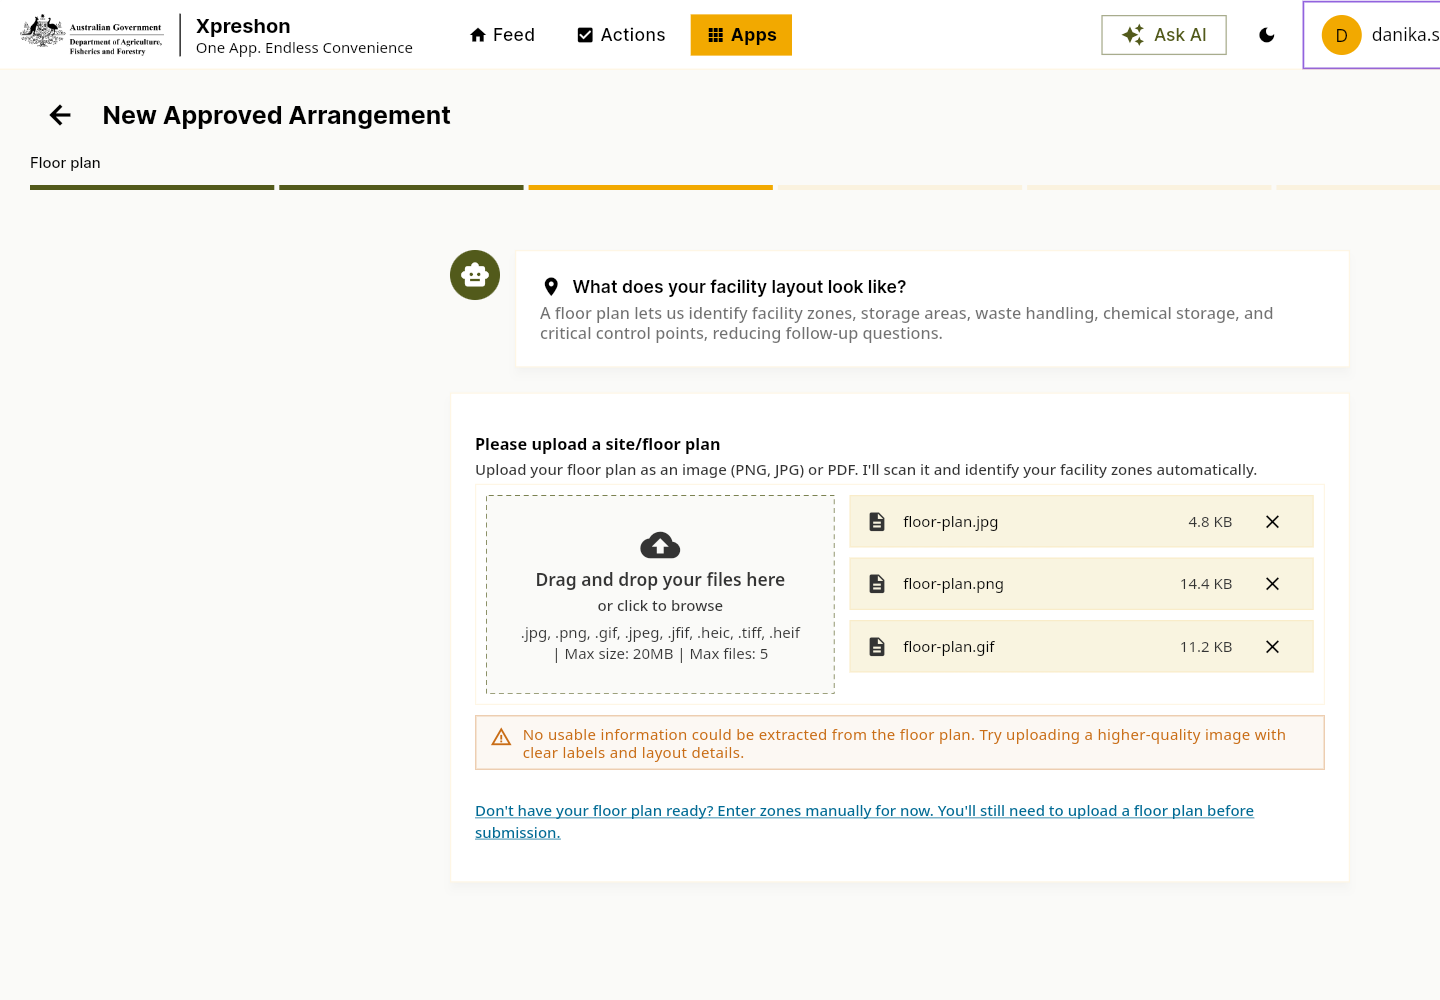 Australian Government
Department of Agriculture,
Fisheries and Forestry
Xpreshon
One App. Endless Convenience
Feed
Actions
Apps
Ask AI
D
danika.s
New Approved Arrangement
Floor plan
What does your facility layout look like?
A floor plan lets us identify facility zones, storage areas, waste handling, chemical storage, and
critical control points, reducing follow-up questions.
Please upload a site/floor plan
Upload your floor plan as an image (PNG, JPG) or PDF. I'll scan it and identify your facility zones automatically.
Drag and drop your files here
or click to browse
.jpg, .png, .gif, .jpeg, .jfif, .heic, .tiff, .heif
| Max size: 20MB | Max files: 5
floor-plan.jpg 4.8 KB
floor-plan.png 14.4 KB
floor-plan.gif 11.2 KB
No usable information could be extracted from the floor plan. Try uploading a higher-quality image with
clear labels and layout details.
Don't have your floor plan ready? Enter zones manually for now. You'll still need to upload a floor plan before
submission.